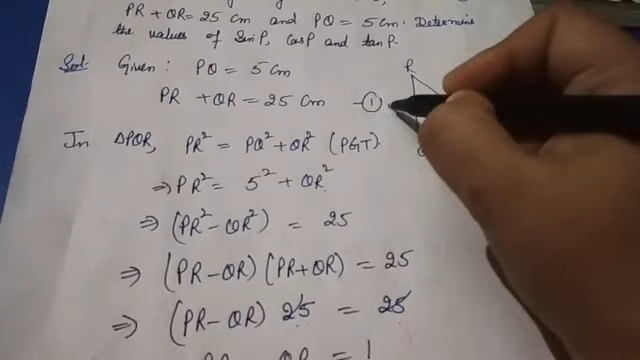 PR + QR = 25 cm and PQ = 5 cm. Determine
the values of Sin P, Cos P and tan P.
Sol: Given : PQ = 5 cm
R
PR + QR = 25 cm —①
In ΔPQR, PR² = PQ² + QR² (PGT)
⇒ PR² = 5² + QR²
⇒ (PR² - QR²) = 25
⇒ (PR - QR) (PR + QR) = 25
⇒ (PR - QR) 25 = 25
QR = 1